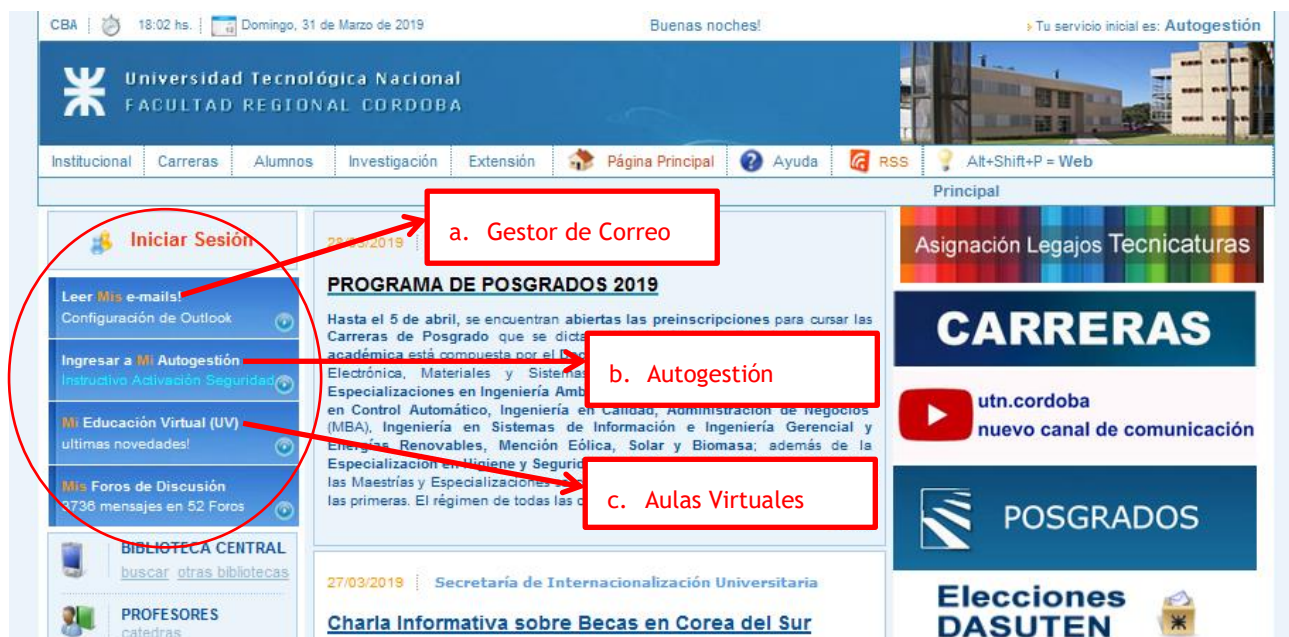 CBA 18:02 hs. Domingo, 31 de Marzo de 2019 Buenas noches! Tu servicio inicial es: Autogestión
Universidad Tecnológica Nacional
FACULTAD REGIONAL CORDOBA
Institucional Carreras Alumnos Investigación Extensión Página Principal Ayuda RSS Alt+Shift+P = Web
Principal
Iniciar Sesión
Leer Mis e-mails!
Configuración de Outlook
Ingresar a Mi Autogestión
Instructivo Activación Seguridad
Mi Educación Virtual (UV)
ultimas novedades!
Mis Foros de Discusión
3736 mensajes en 52 Foros
BIBLIOTECA CENTRAL
buscar otras bibliotecas
PROFESORES
catedras
a. Gestor de Correo
b. Autogestión
c. Aulas Virtuales
28/03/2019
PROGRAMA DE POSGRADOS 2019
Hasta el 5 de abril, se encuentran abiertas las preinscripciones para cursar las
Carreras de Posgrado que se
académica está compuesta por el
Electrónica, Materiales y
Especializaciones en Ingeniería
en Control Automático, Ingeniería en Calidad, Administración de Negocios
(MBA), Ingeniería en Sistemas de Información e Ingeniería Gerencial y
Energías Renovables, Mención Eólica, Solar y Biomasa; además de la
Especialización en Higiene y
las Maestrías y Especializaciones
las primeras. El régimen de todas las
27/03/2019 Secretaría de Internacionalización Universitaria
Charla Informativa sobre Becas en Corea del Sur
Asignación Legajos Tecnicaturas
CARRERAS
utn.cordoba
nuevo canal de comunicación
POSGRADOS
Elecciones
DASUTEN